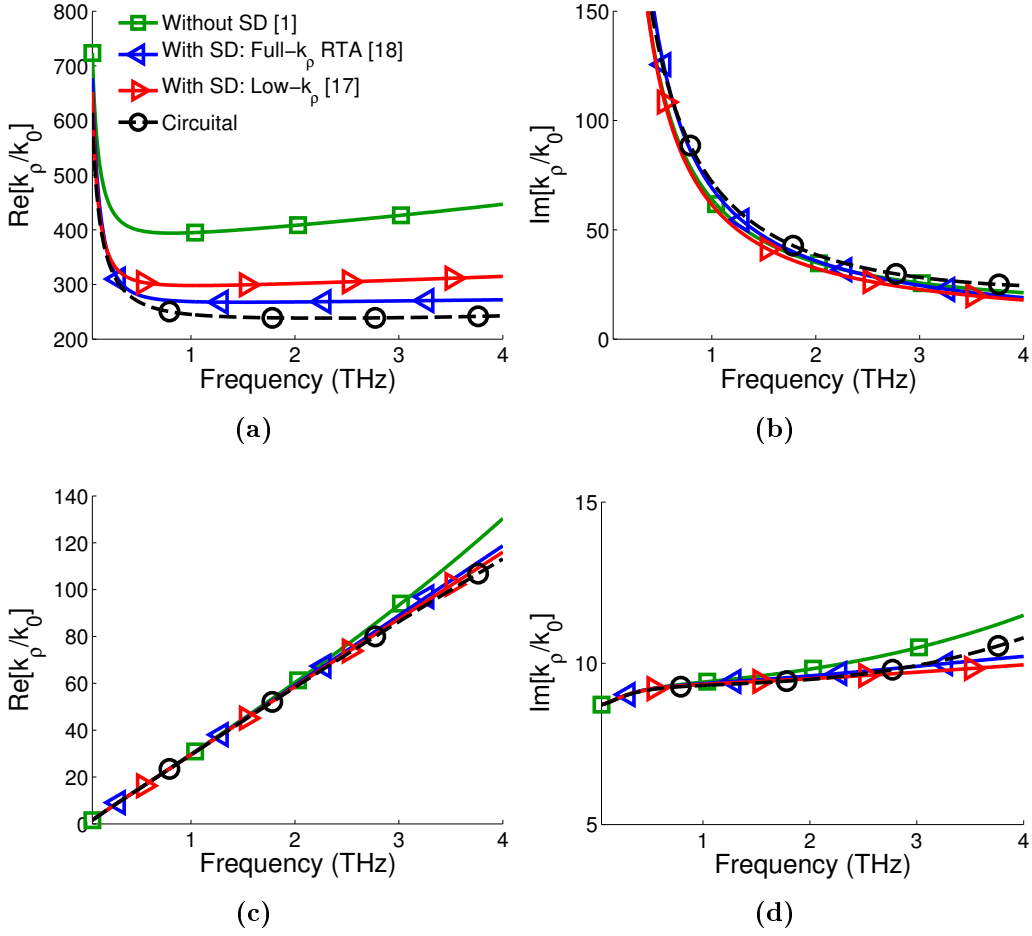 800
700
600
500
400
300
200
Re[kρ/k0]
Without SD [1]
With SD: Full−kρ RTA [18]
With SD: Low−kρ [17]
Circuital
1 2 3 4
Frequency (THz)
(a)
150
100
50
0
Im[kρ/k0]
1 2 3 4
Frequency (THz)
(b)
140
120
100
80
60
40
20
0
Re[kρ/k0]
1 2 3 4
Frequency (THz)
(c)
15
10
5
Im[kρ/k0]
1 2 3 4
Frequency (THz)
(d)